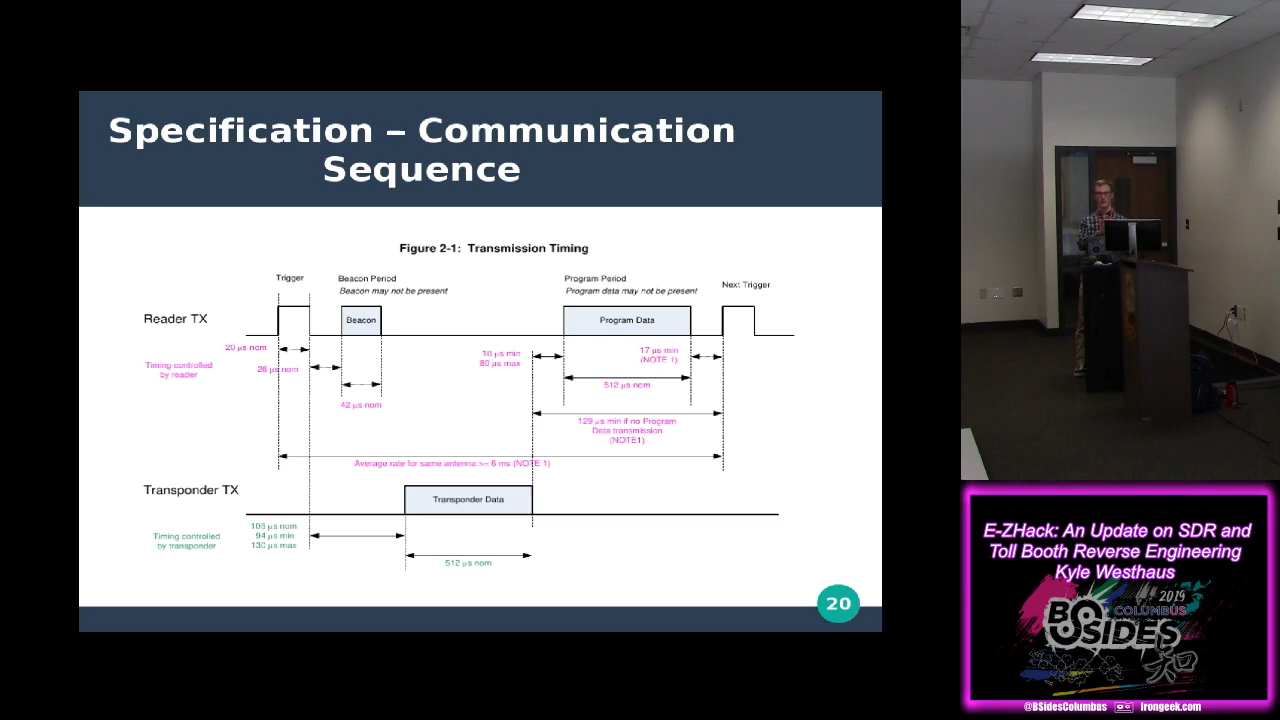 Specification – Communication
Sequence
Figure 2-1: Transmission Timing
Trigger
Beacon Period
Beacon may not be present
Program Period
Program data may not be present
Next Trigger
Reader TX
Beacon
Program Data
20 µs nom
Timing controlled
by reader
26 µs nom
42 µs nom
10 µs min
80 µs max
17 µs min
(NOTE 1)
512 µs nom
129 µs min if no Program
Data transmission
(NOTE1)
Average rate for same antenna >= 6 ms (NOTE 1)
Transponder TX
Transponder Data
Timing controlled
by transponder
94 µs min
130 µs max
512 µs nom
20
E-ZHack: An Update on SDR and
Toll Booth Reverse Engineering
Kyle Westhaus
2019
COLUMBUS
BSIDES
@BSidesColumbus
Irongeek.com